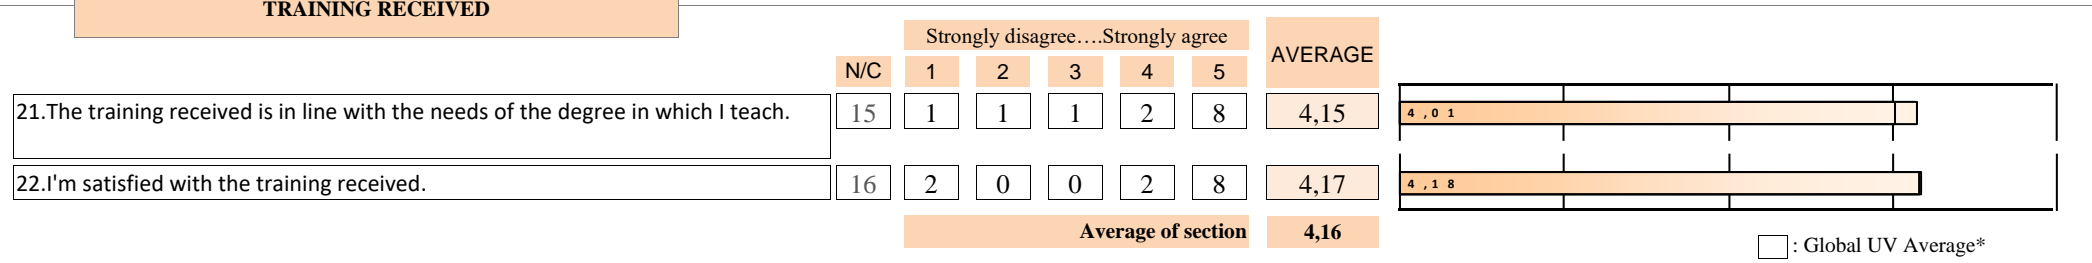 TRAINING RECEIVED
Strongly disagree….Strongly agree
AVERAGE
N/C 1 2 3 4 5
21.The training received is in line with the needs of the degree in which I teach. 15 1 1 1 2 8 4,15 4,01
22.I'm satisfied with the training received. 16 2 0 0 2 8 4,17 4,18
Average of section 4,16
: Global UV Average*